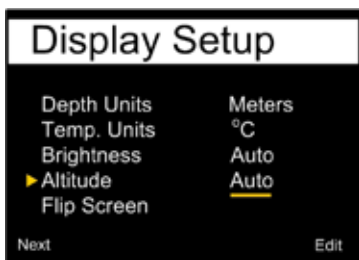 Display Setup
Depth Units Meters
Temp. Units °C
Brightness Auto
Altitude Auto
Flip Screen
Next Edit